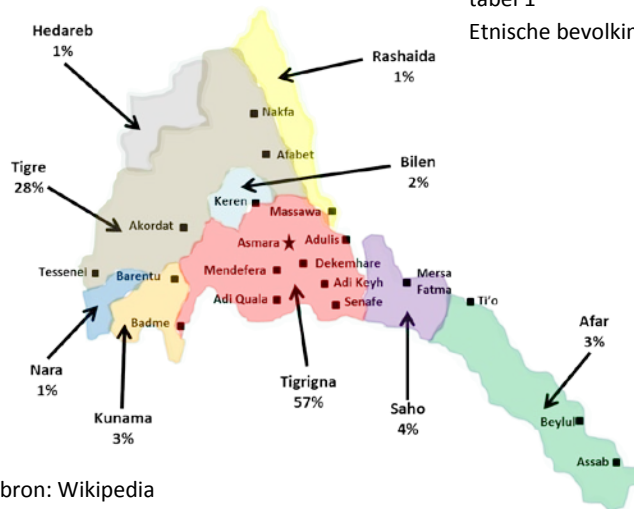 tabel 1
Etnische bevolkin
Hedareb
1%
Rashaida
1%
Nakfa
Afabet
Tigre
28%
Bilen
2%
Keren
Massawa
Akordat
Asmara
Adulis
Tessenei
Barentu
Mendefera
Dekemhare
Adi Keyh
Mersa
Fatma
Adi Quala
Senafe
Ti'o
Badme
Nara
1%
Kunama
3%
Tigrigna
57%
Saho
4%
Afar
3%
Beylul
Assab
bron: Wikipedia